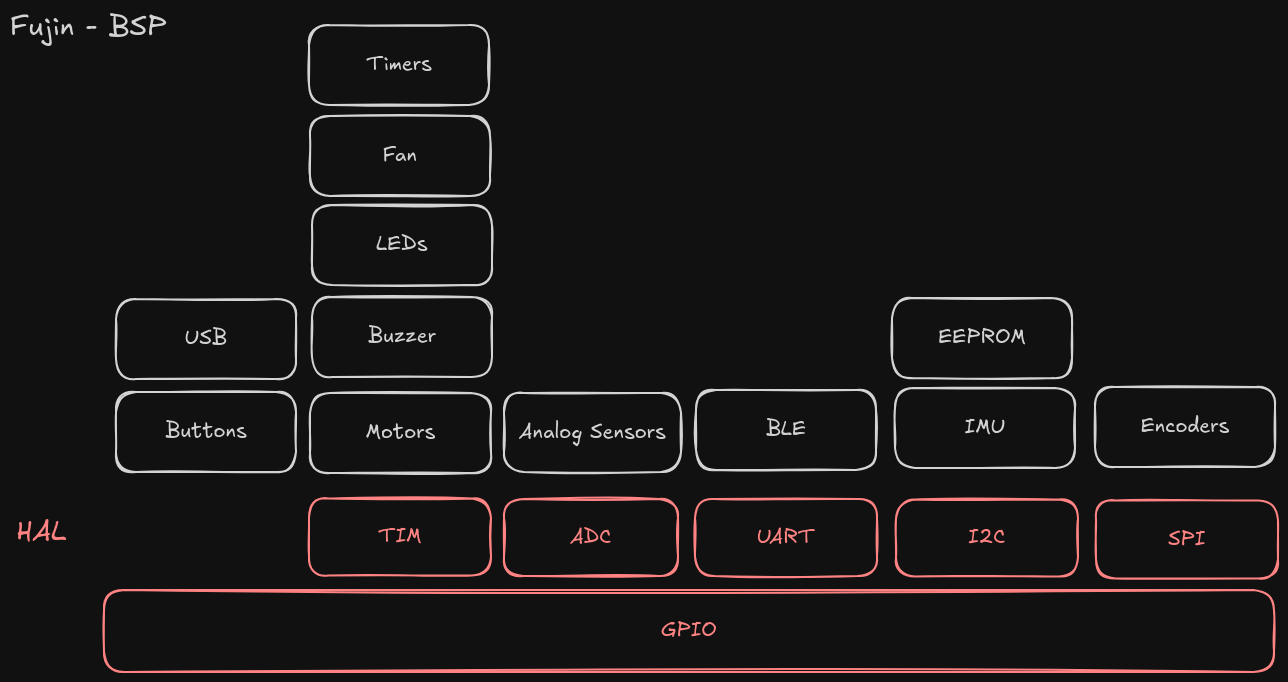 Fujin - BSP
Timers
Fan
LEDs
USB
Buzzer
EEPROM
Buttons
Motors
Analog Sensors
BLE
IMU
Encoders
HAL
TIM
ADC
UART
I2C
SPI
GPIO